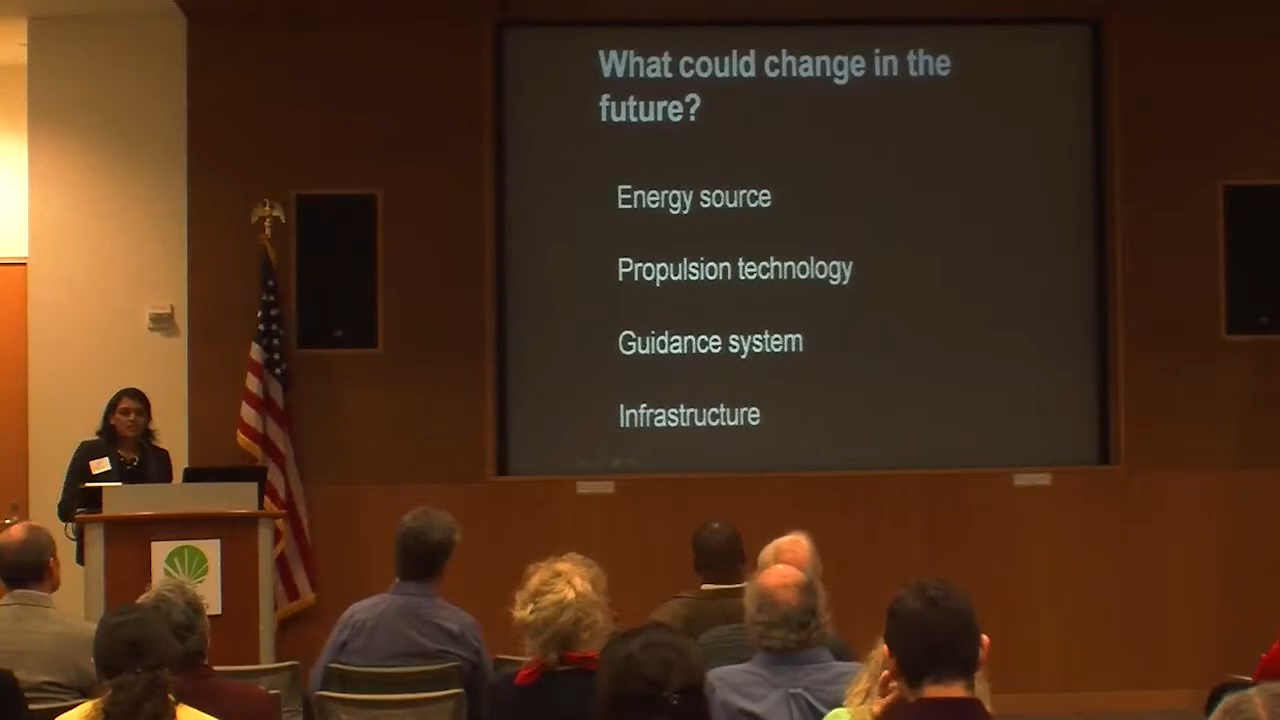 What could change in the
future?
Energy source
Propulsion technology
Guidance system
Infrastructure